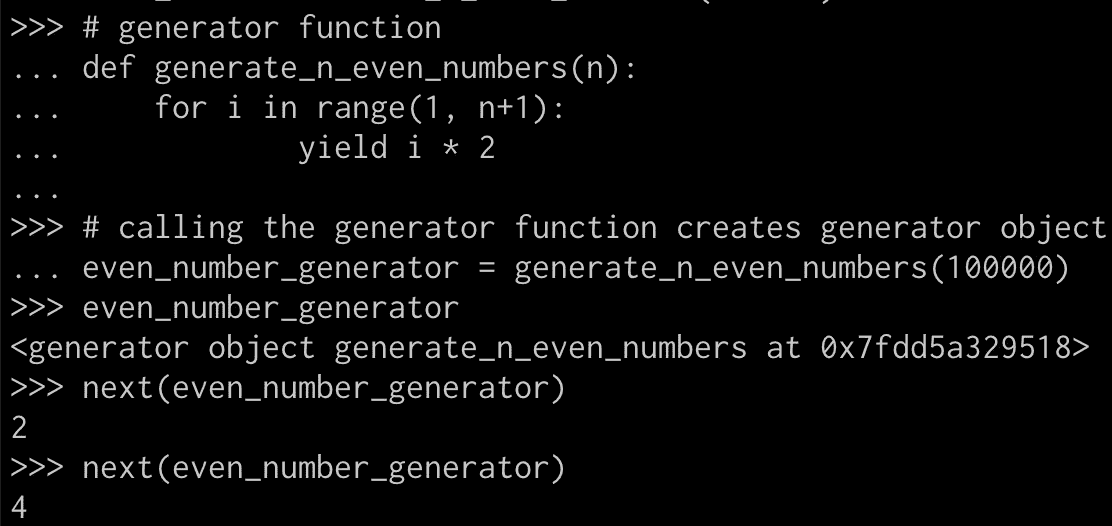 >>> # generator function
... def generate_n_even_numbers(n):
...     for i in range(1, n+1):
...             yield i * 2
...
>>> # calling the generator function creates generator object
... even_number_generator = generate_n_even_numbers(100000)
>>> even_number_generator
<generator object generate_n_even_numbers at 0x7fdd5a329518>
>>> next(even_number_generator)
2
>>> next(even_number_generator)
4